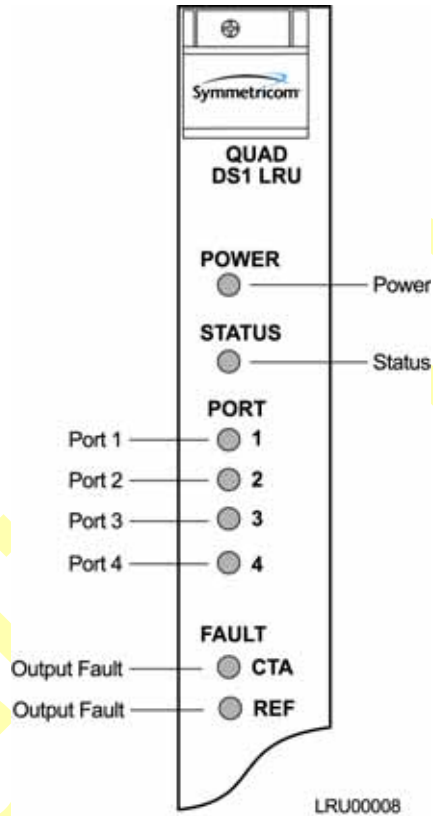 Symmetricom
QUAD
DS1 LRU
POWER
Power
STATUS
Status
PORT
Port 1
1
Port 2
2
Port 3
3
Port 4
4
FAULT
Output Fault
CTA
Output Fault
REF
LRU00008